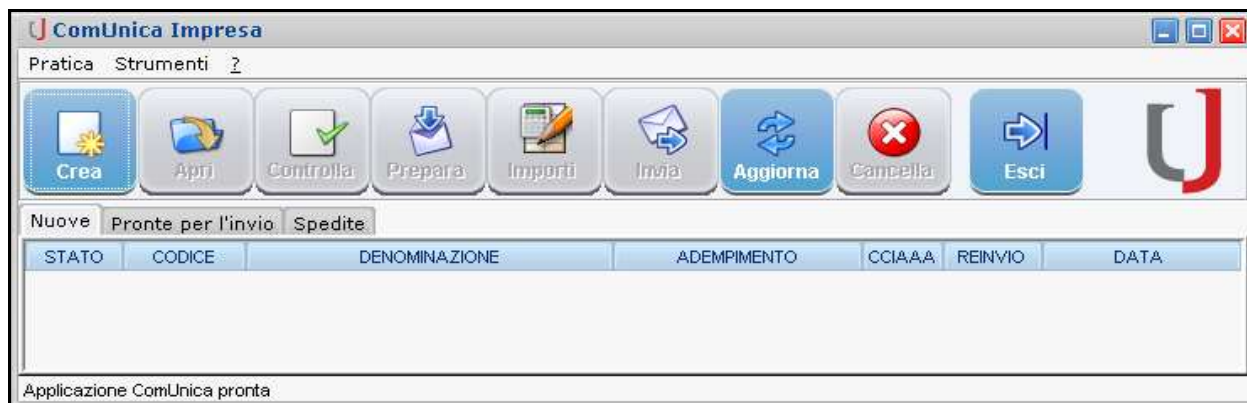 ComUnica Impresa
Pratica Strumenti ?
Crea Apri Controlla Prepara Importi Invia Aggiorna Cancella Esci
Nuove Pronte per l'invio Spedite
STATO CODICE DENOMINAZIONE ADEMPIMENTO CCIAAA REINVIO DATA
Applicazione ComUnica pronta